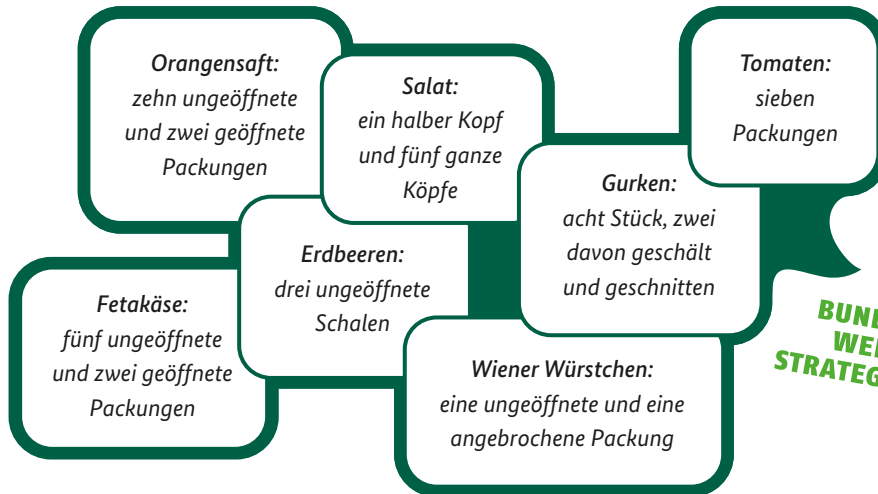 Orangensaft:
zehn ungeöffnete
und zwei geöffnete
Packungen
Salat:
ein halber Kopf
und fünf ganze
Köpfe
Tomaten:
sieben
Packungen
Gurken:
acht Stück, zwei
davon geschält
und geschnitten
Erdbeeren:
drei ungeöffnete
Schalen
Fetakäse:
fünf ungeöffnete
und zwei geöffnete
Packungen
Wiener Würstchen:
eine ungeöffnete und eine
angebrochene Packung